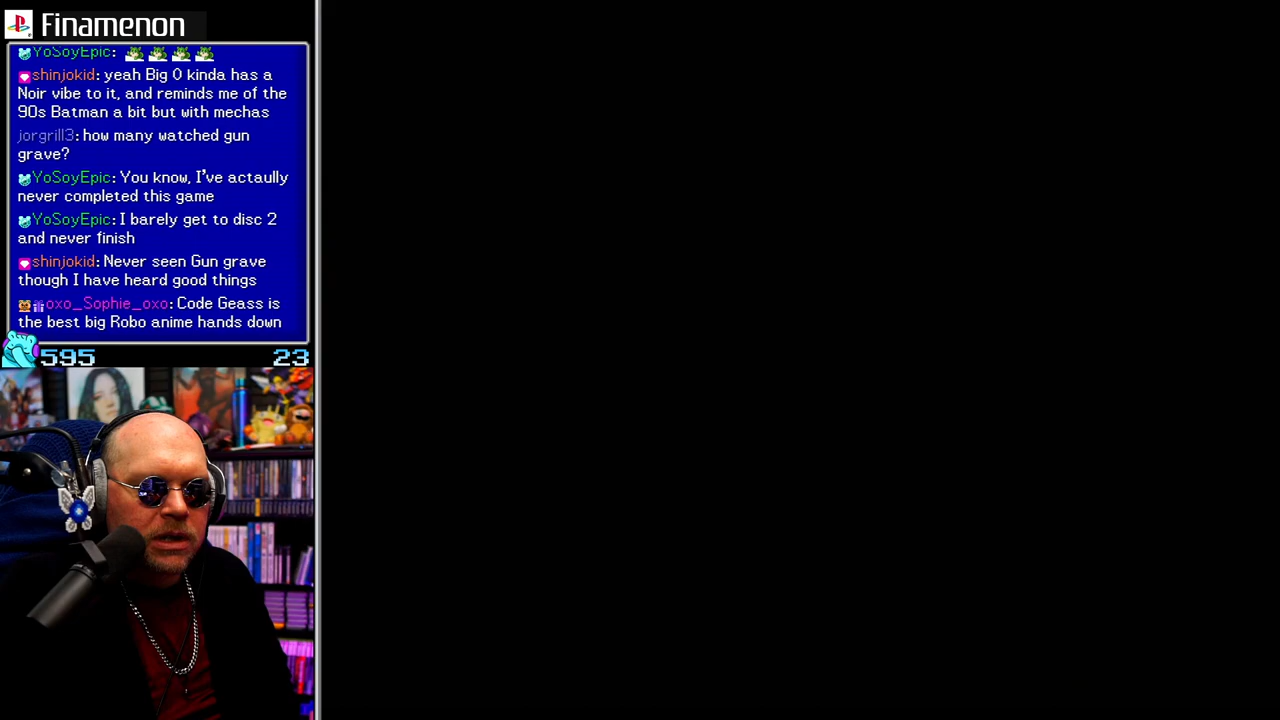 Finamenon
YoSoyEpic:
shinjokid: yeah Big O kinda has a
Noir vibe to it, and reminds me of the
90s Batman a bit but with mechas
jorgrill3: how many watched gun
grave?
YoSoyEpic: You know, I've actaully
never completed this game
YoSoyEpic: I barely get to disc 2
and never finish
shinjokid: Never seen Gun grave
though I have heard good things
oxo_Sophie_oxo: Code Geass is
the best big Robo anime hands down
595 23